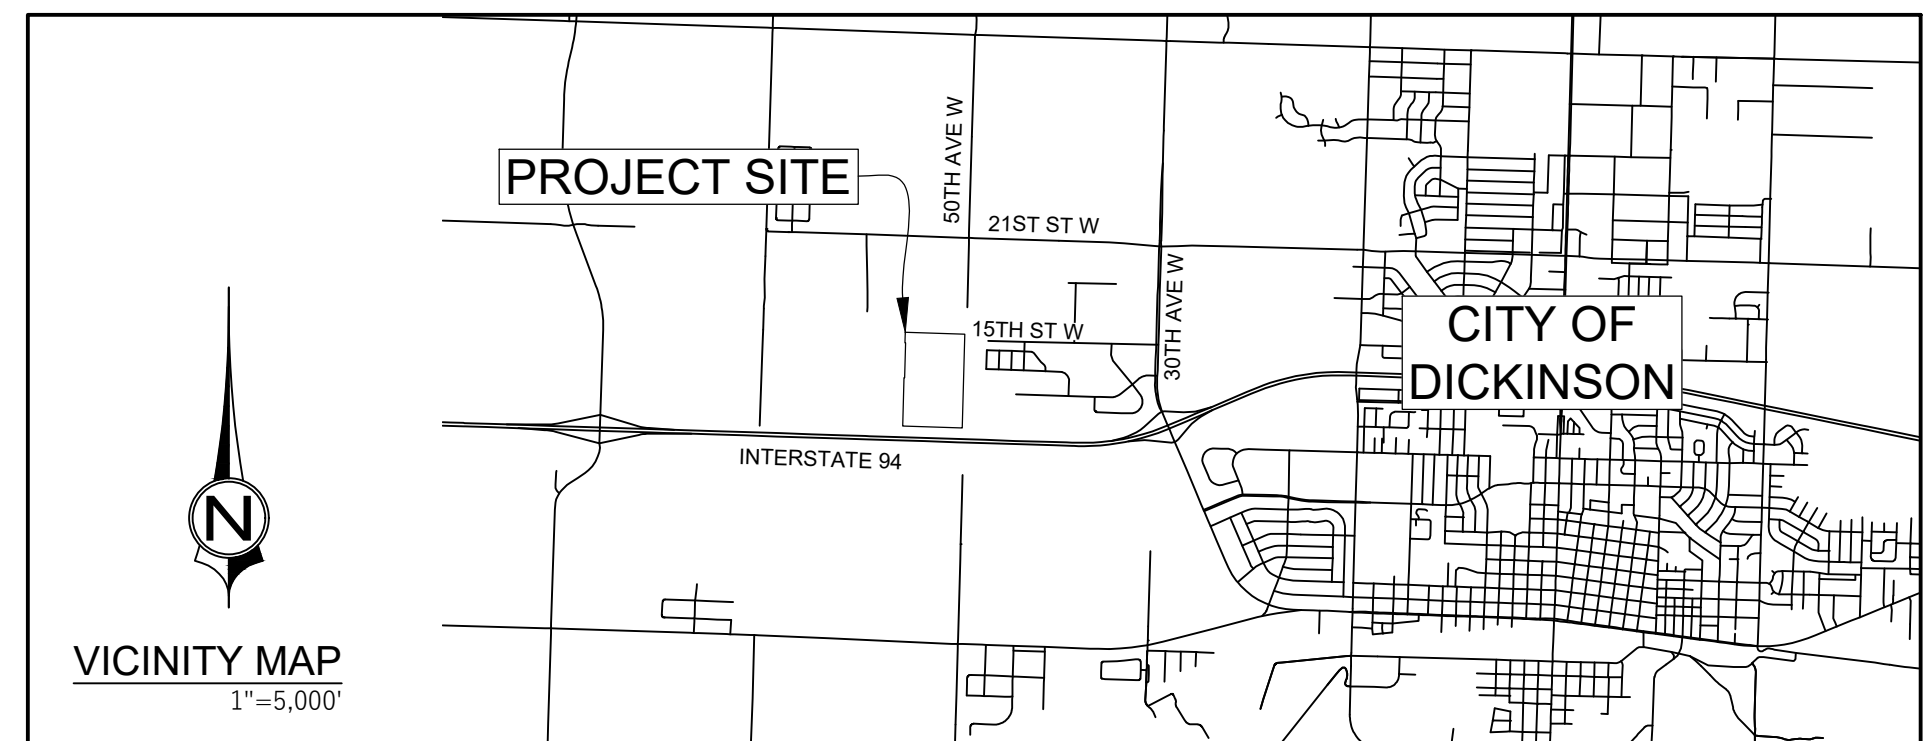 50TH AVE W
PROJECT SITE
21ST ST W
30TH AVE W
15TH ST W
CITY OF
DICKINSON
INTERSTATE 94
N
VICINITY MAP
1"=5,000'